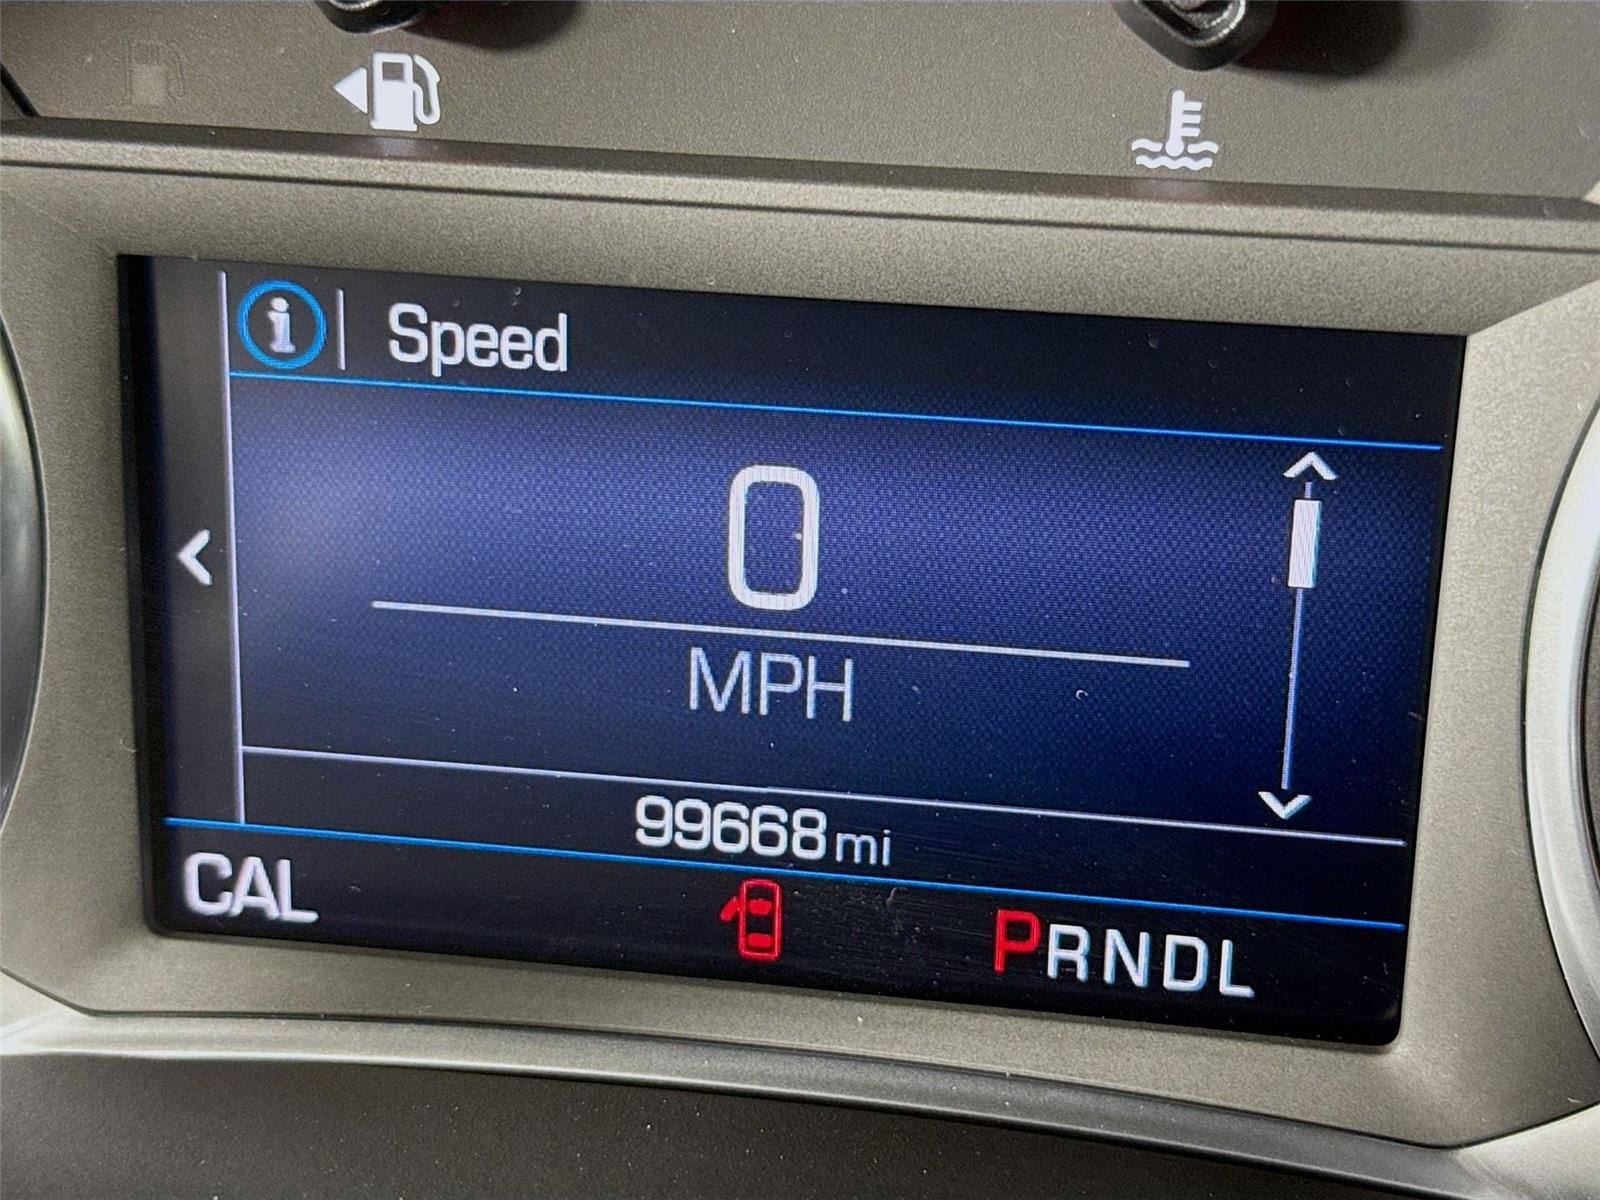 i Speed
0
MPH
99668 mi
CAL PRNDL